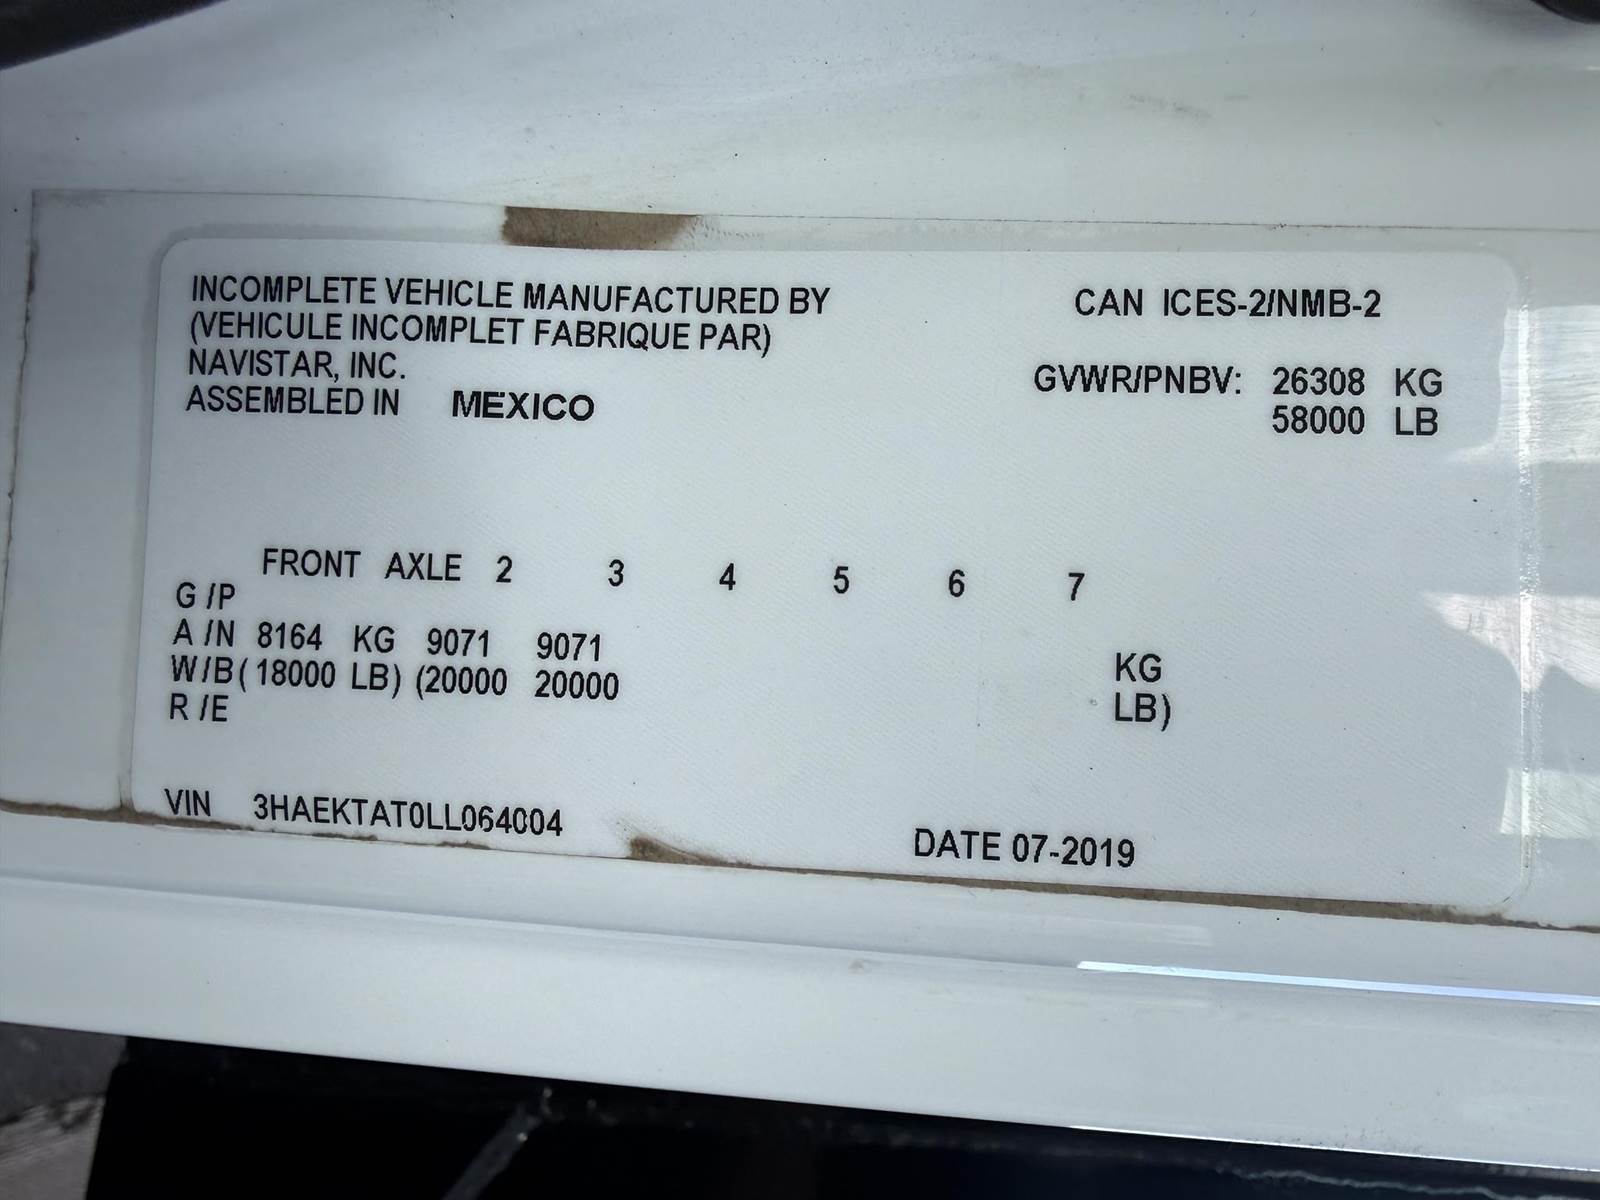 INCOMPLETE VEHICLE MANUFACTURED BY
(VEHICULE INCOMPLET FABRIQUE PAR)
NAVISTAR, INC.
ASSEMBLED IN MEXICO
CAN ICES-2/NMB-2
GVWR/PNBV: 26308 KG
58000 LB
FRONT AXLE 2 3 4 5 6 7
G /P
A /N 8164 KG 9071 9071 KG
W/B (18000 LB) (20000 20000 LB)
R /E
VIN 3HAEKTAT0LL064004
DATE 07-2019